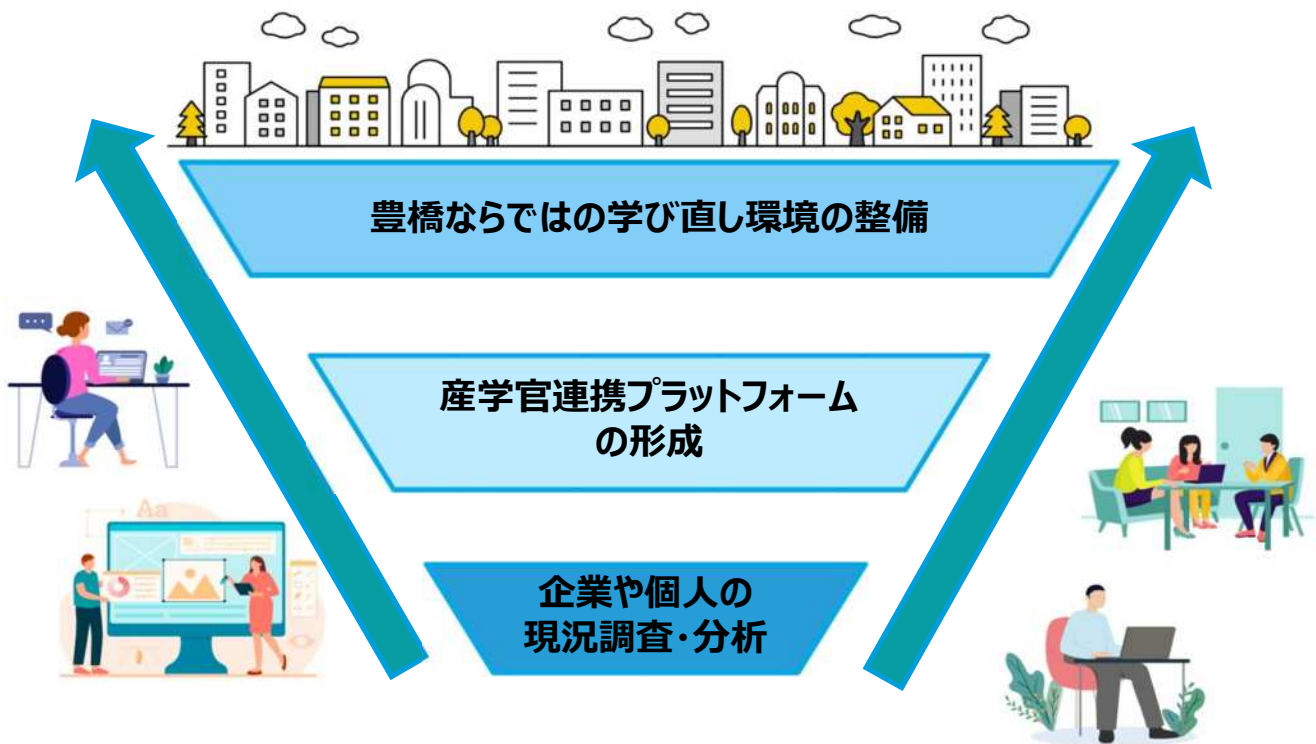 豊橋ならではの学び直し環境の整備
産学官連携プラットフォーム
の形成
Aa
企業や個人の
現況調査・分析